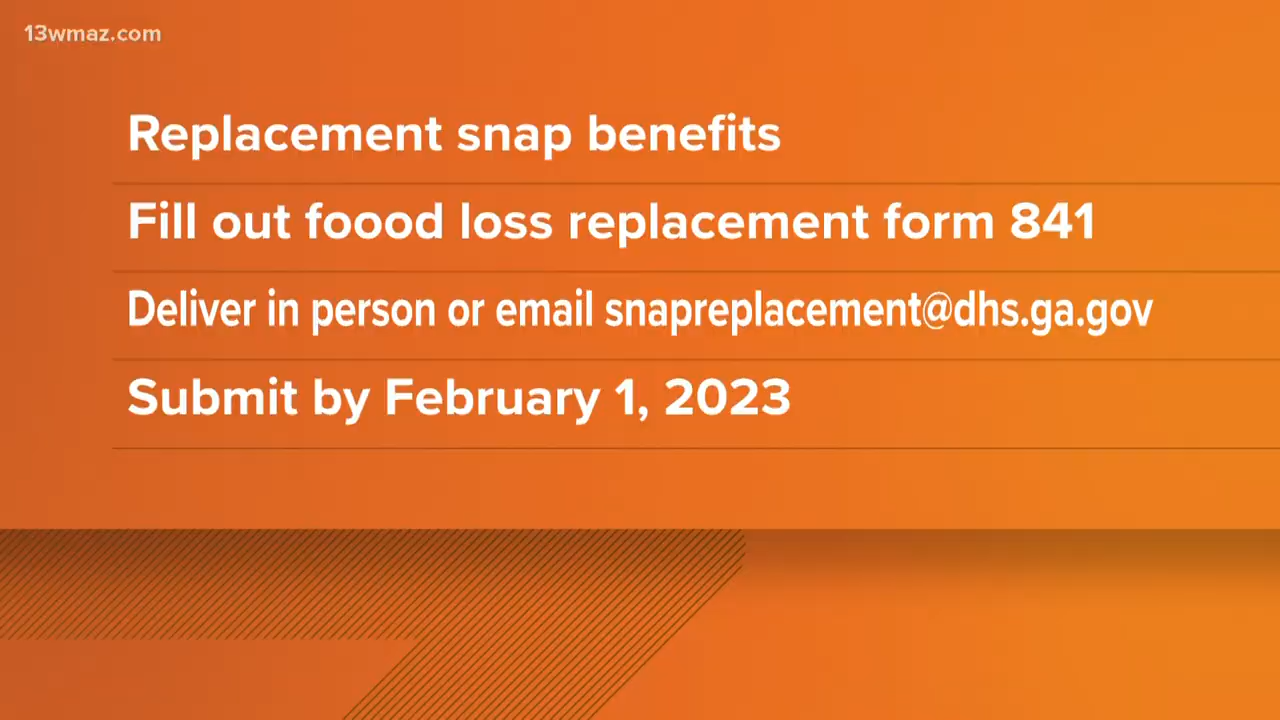 13wmaz.com
Replacement snap benefits
Fill out foood loss replacement form 841
Deliver in person or email snapreplacement@dhs.ga.gov
Submit by February 1, 2023